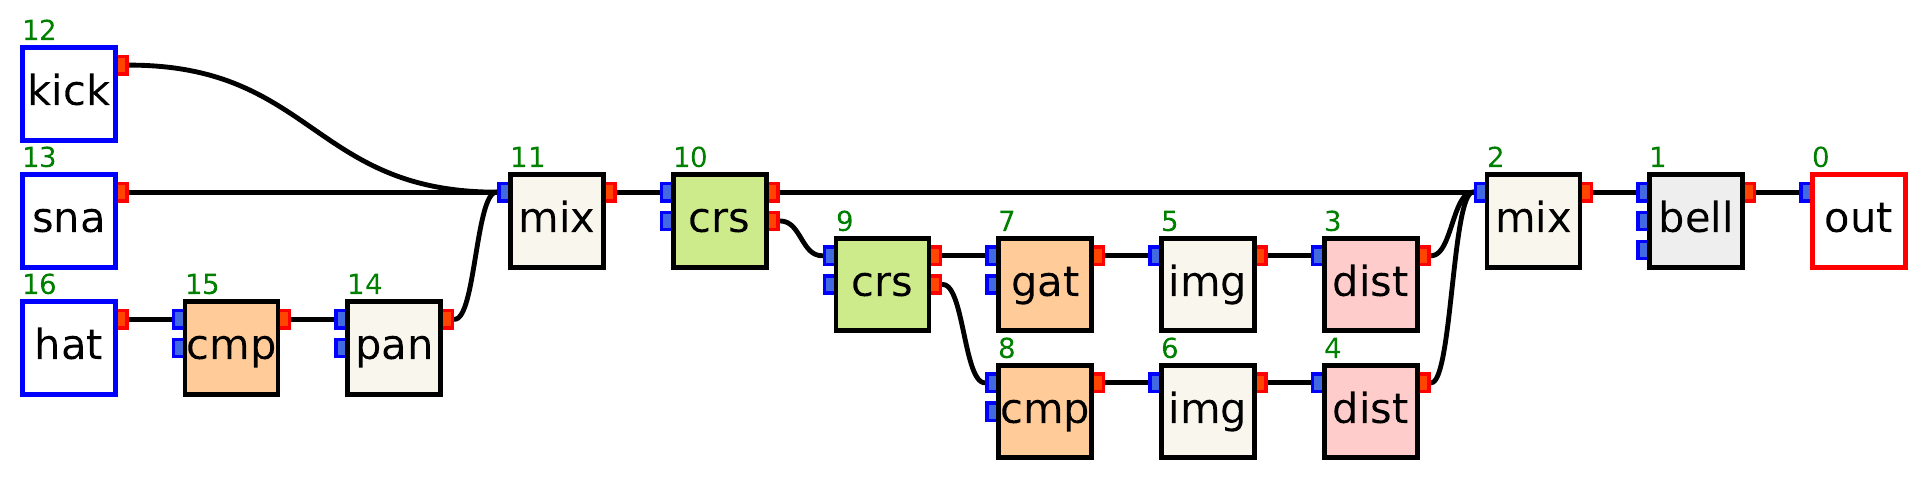 12
kick
13
sna
16
hat
15
cmp
14
pan
11
mix
10
crs
9
crs
7
gat
5
img
3
dist
8
cmp
6
img
4
dist
2
mix
1
bell
0
out